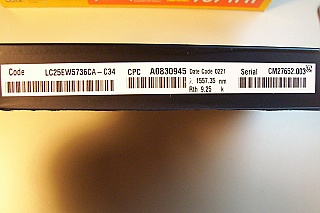 Code LC25EW5736CA-C34 CPC A0830945 Date Code 0221 Serial CM27652.003
λ 1557.35 nm
Rth 9.25 k